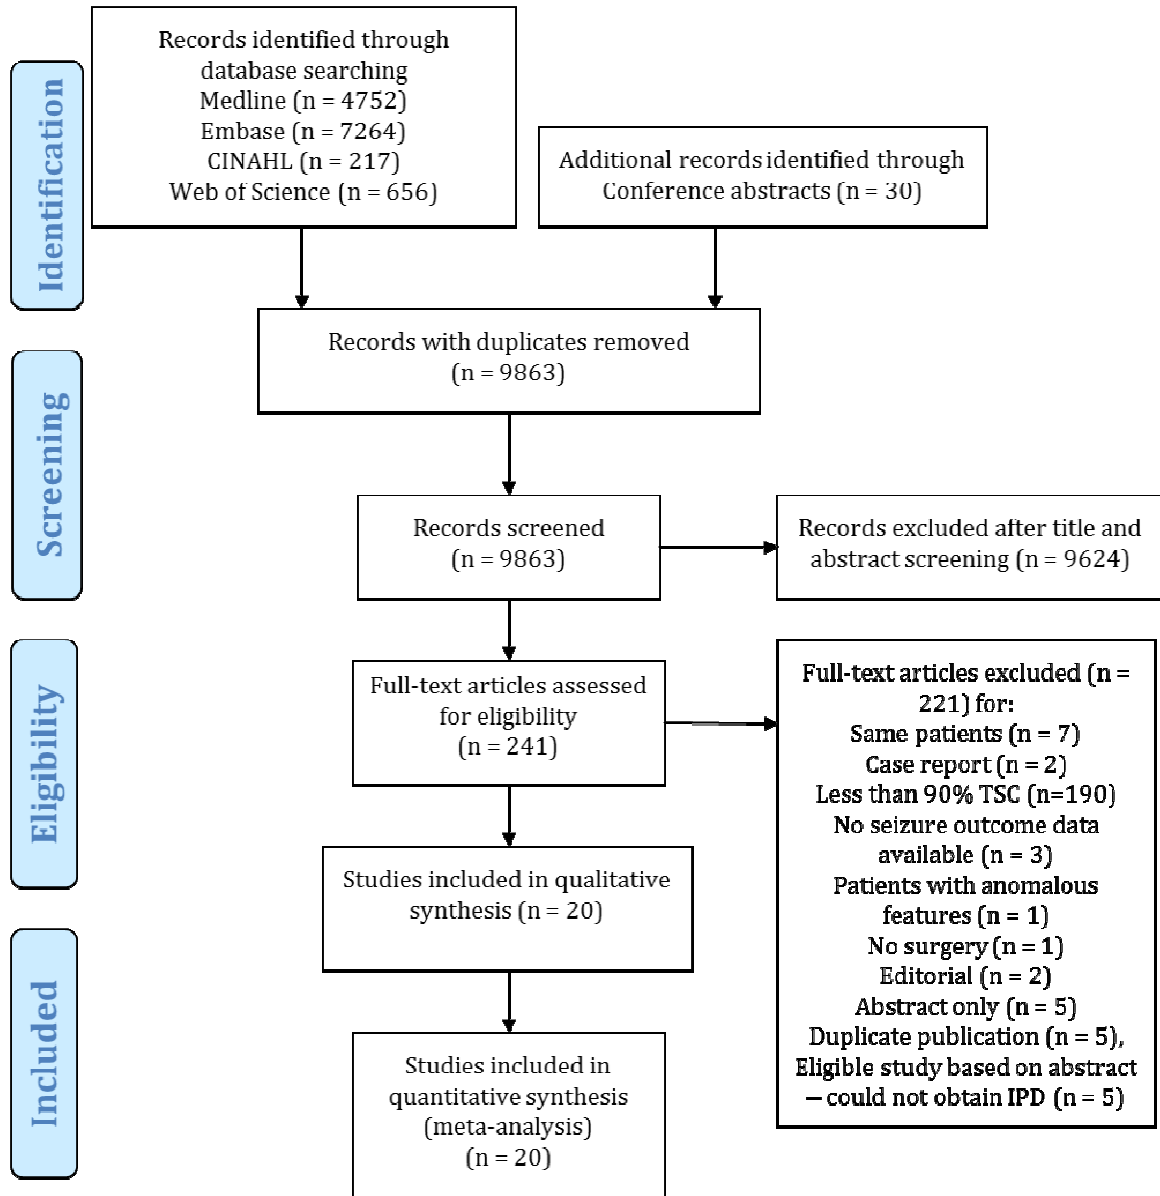 Identification
Records identified through
database searching
Medline (n = 4752)
Embase (n = 7264)
CINAHL (n = 217)
Web of Science (n = 656)
Additional records identified through
Conference abstracts (n = 30)
Records with duplicates removed
(n = 9863)
Screening
Records screened
(n = 9863)
Records excluded after title and
abstract screening (n = 9624)
Eligibility
Full-text articles assessed
for eligibility
(n = 241)
Full-text articles excluded (n =
221) for:
Same patients (n = 7)
Case report (n = 2)
Less than 90% TSC (n=190)
No seizure outcome data
available (n = 3)
Patients with anomalous
features (n = 1)
No surgery (n = 1)
Editorial (n = 2)
Abstract only (n = 5)
Duplicate publication (n = 5),
Eligible study based on abstract
– could not obtain IPD (n = 5)
Studies included in qualitative
synthesis (n = 20)
Included
Studies included in
quantitative synthesis
(meta-analysis)
(n = 20)